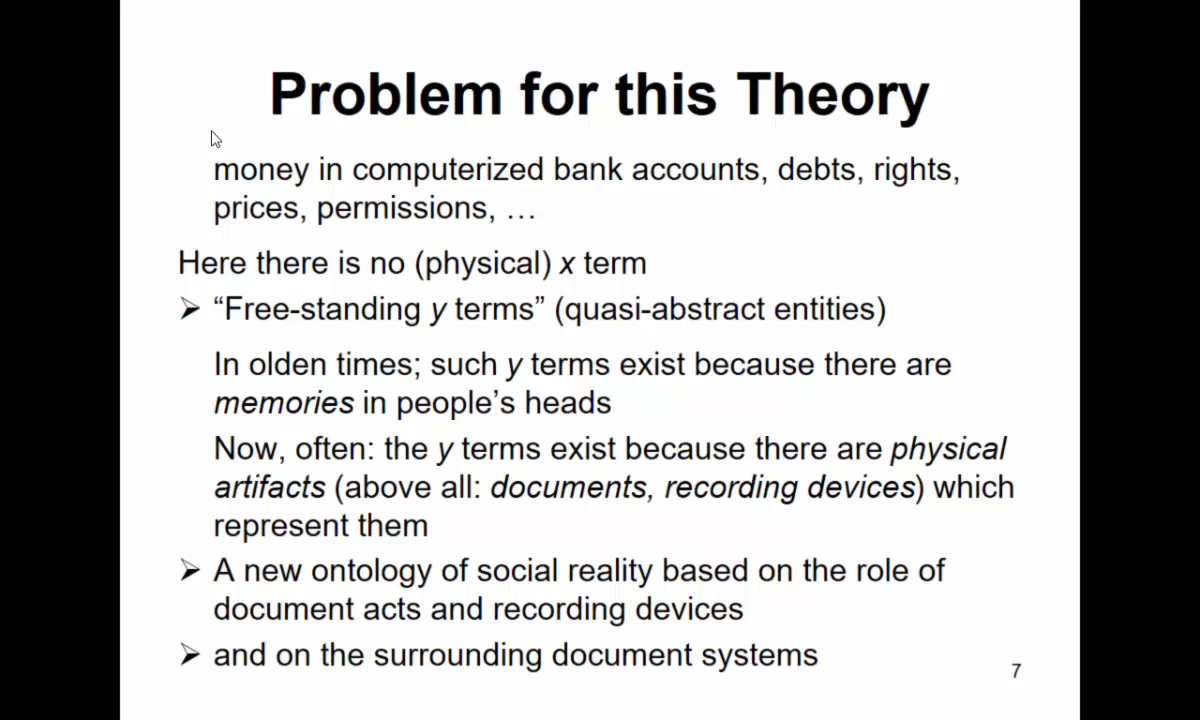 Problem for this Theory
money in computerized bank accounts, debts, rights,
prices, permissions, …
Here there is no (physical) x term
➢ “Free-standing y terms” (quasi-abstract entities)
In olden times; such y terms exist because there are
memories in people’s heads
Now, often: the y terms exist because there are physical
artifacts (above all: documents, recording devices) which
represent them
➢ A new ontology of social reality based on the role of
document acts and recording devices
➢ and on the surrounding document systems
7